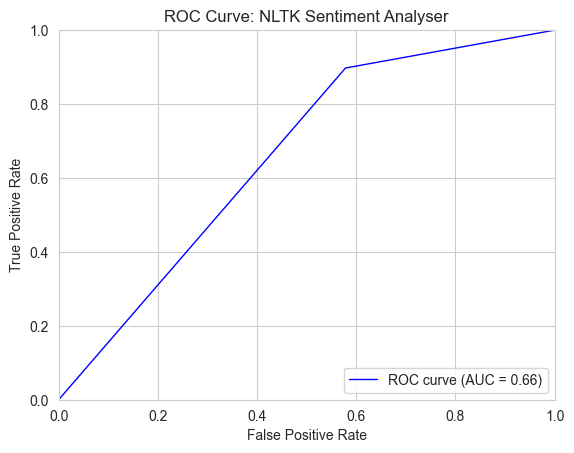 ROC Curve: NLTK Sentiment Analyser
1.0
0.8
0.6
0.4
0.2
0.0
True Positive Rate
ROC curve (AUC = 0.66)
0.0 0.2 0.4 0.6 0.8 1.0
False Positive Rate